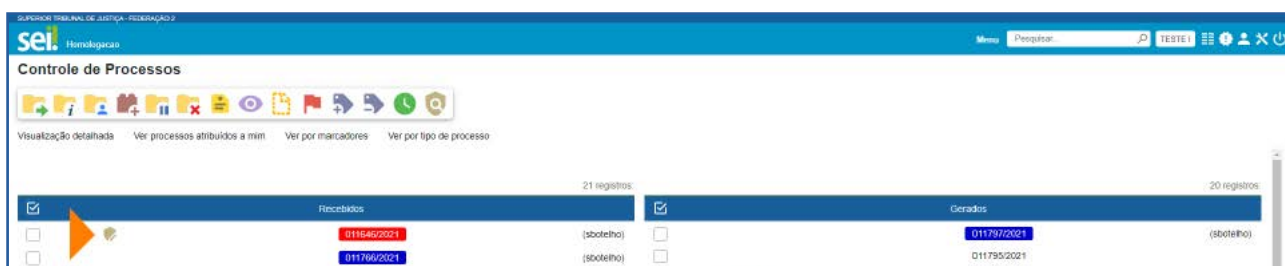 SUPERIOR TRIBUNAL DE JUSTIÇA - FEDERAÇÃO 2
sei! Homologacao Menu Pesquisar... TESTE I
Controle de Processos
Visualização detalhada Ver processos atribuídos a mim Ver por marcadores Ver por tipo de processo
21 registros: 20 registros:
Recebidos Gerados
011646/2021 (sbotelho) 011797/2021 (sbotelho)
011766/2021 (sbotelho) 011795/2021